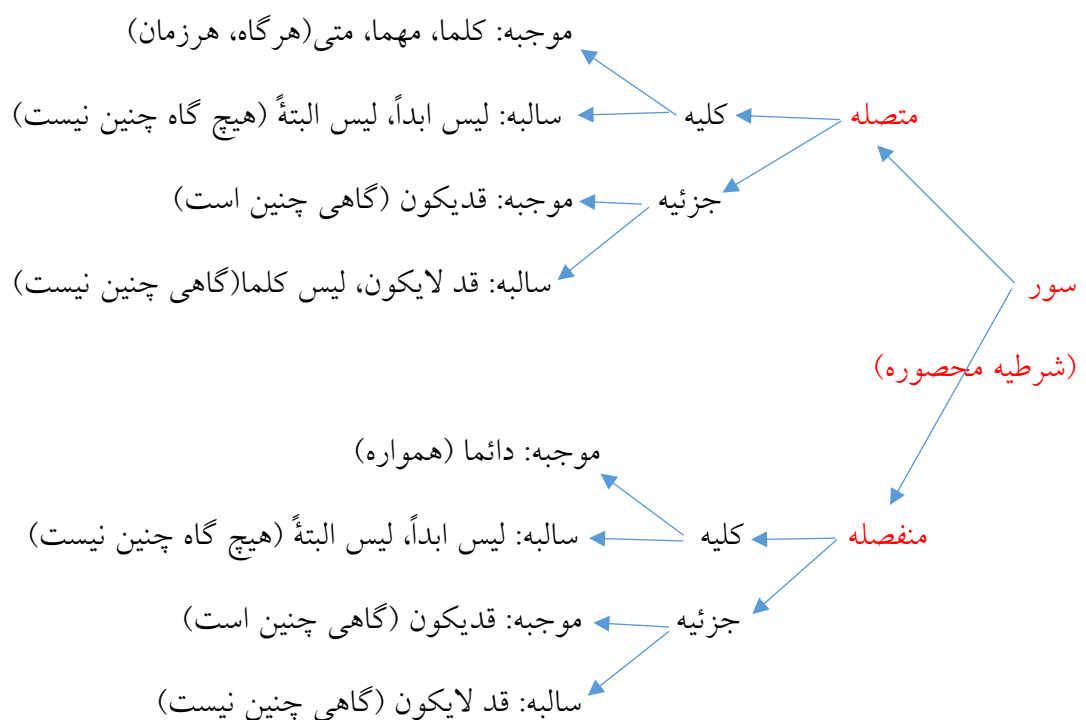 موجبه: کلما، مهما، متی(هرگاه، هرزمان)
متصله کلیه سالبه: لیس ابداً، لیس البتةً (هیچ گاه چنین نیست)
جزئیه موجبه: قدیکون (گاهی چنین است)
سور سالبه: قد لایکون، لیس کلما(گاهی چنین نیست)
(شرطیه محصوره)
موجبه: دائما (همواره)
منفصله کلیه سالبه: لیس ابداً، لیس البتةً (هیچ گاه چنین نیست)
جزئیه موجبه: قدیکون (گاهی چنین است)
سالبه: قد لایکون (گاهی چنین نیست)